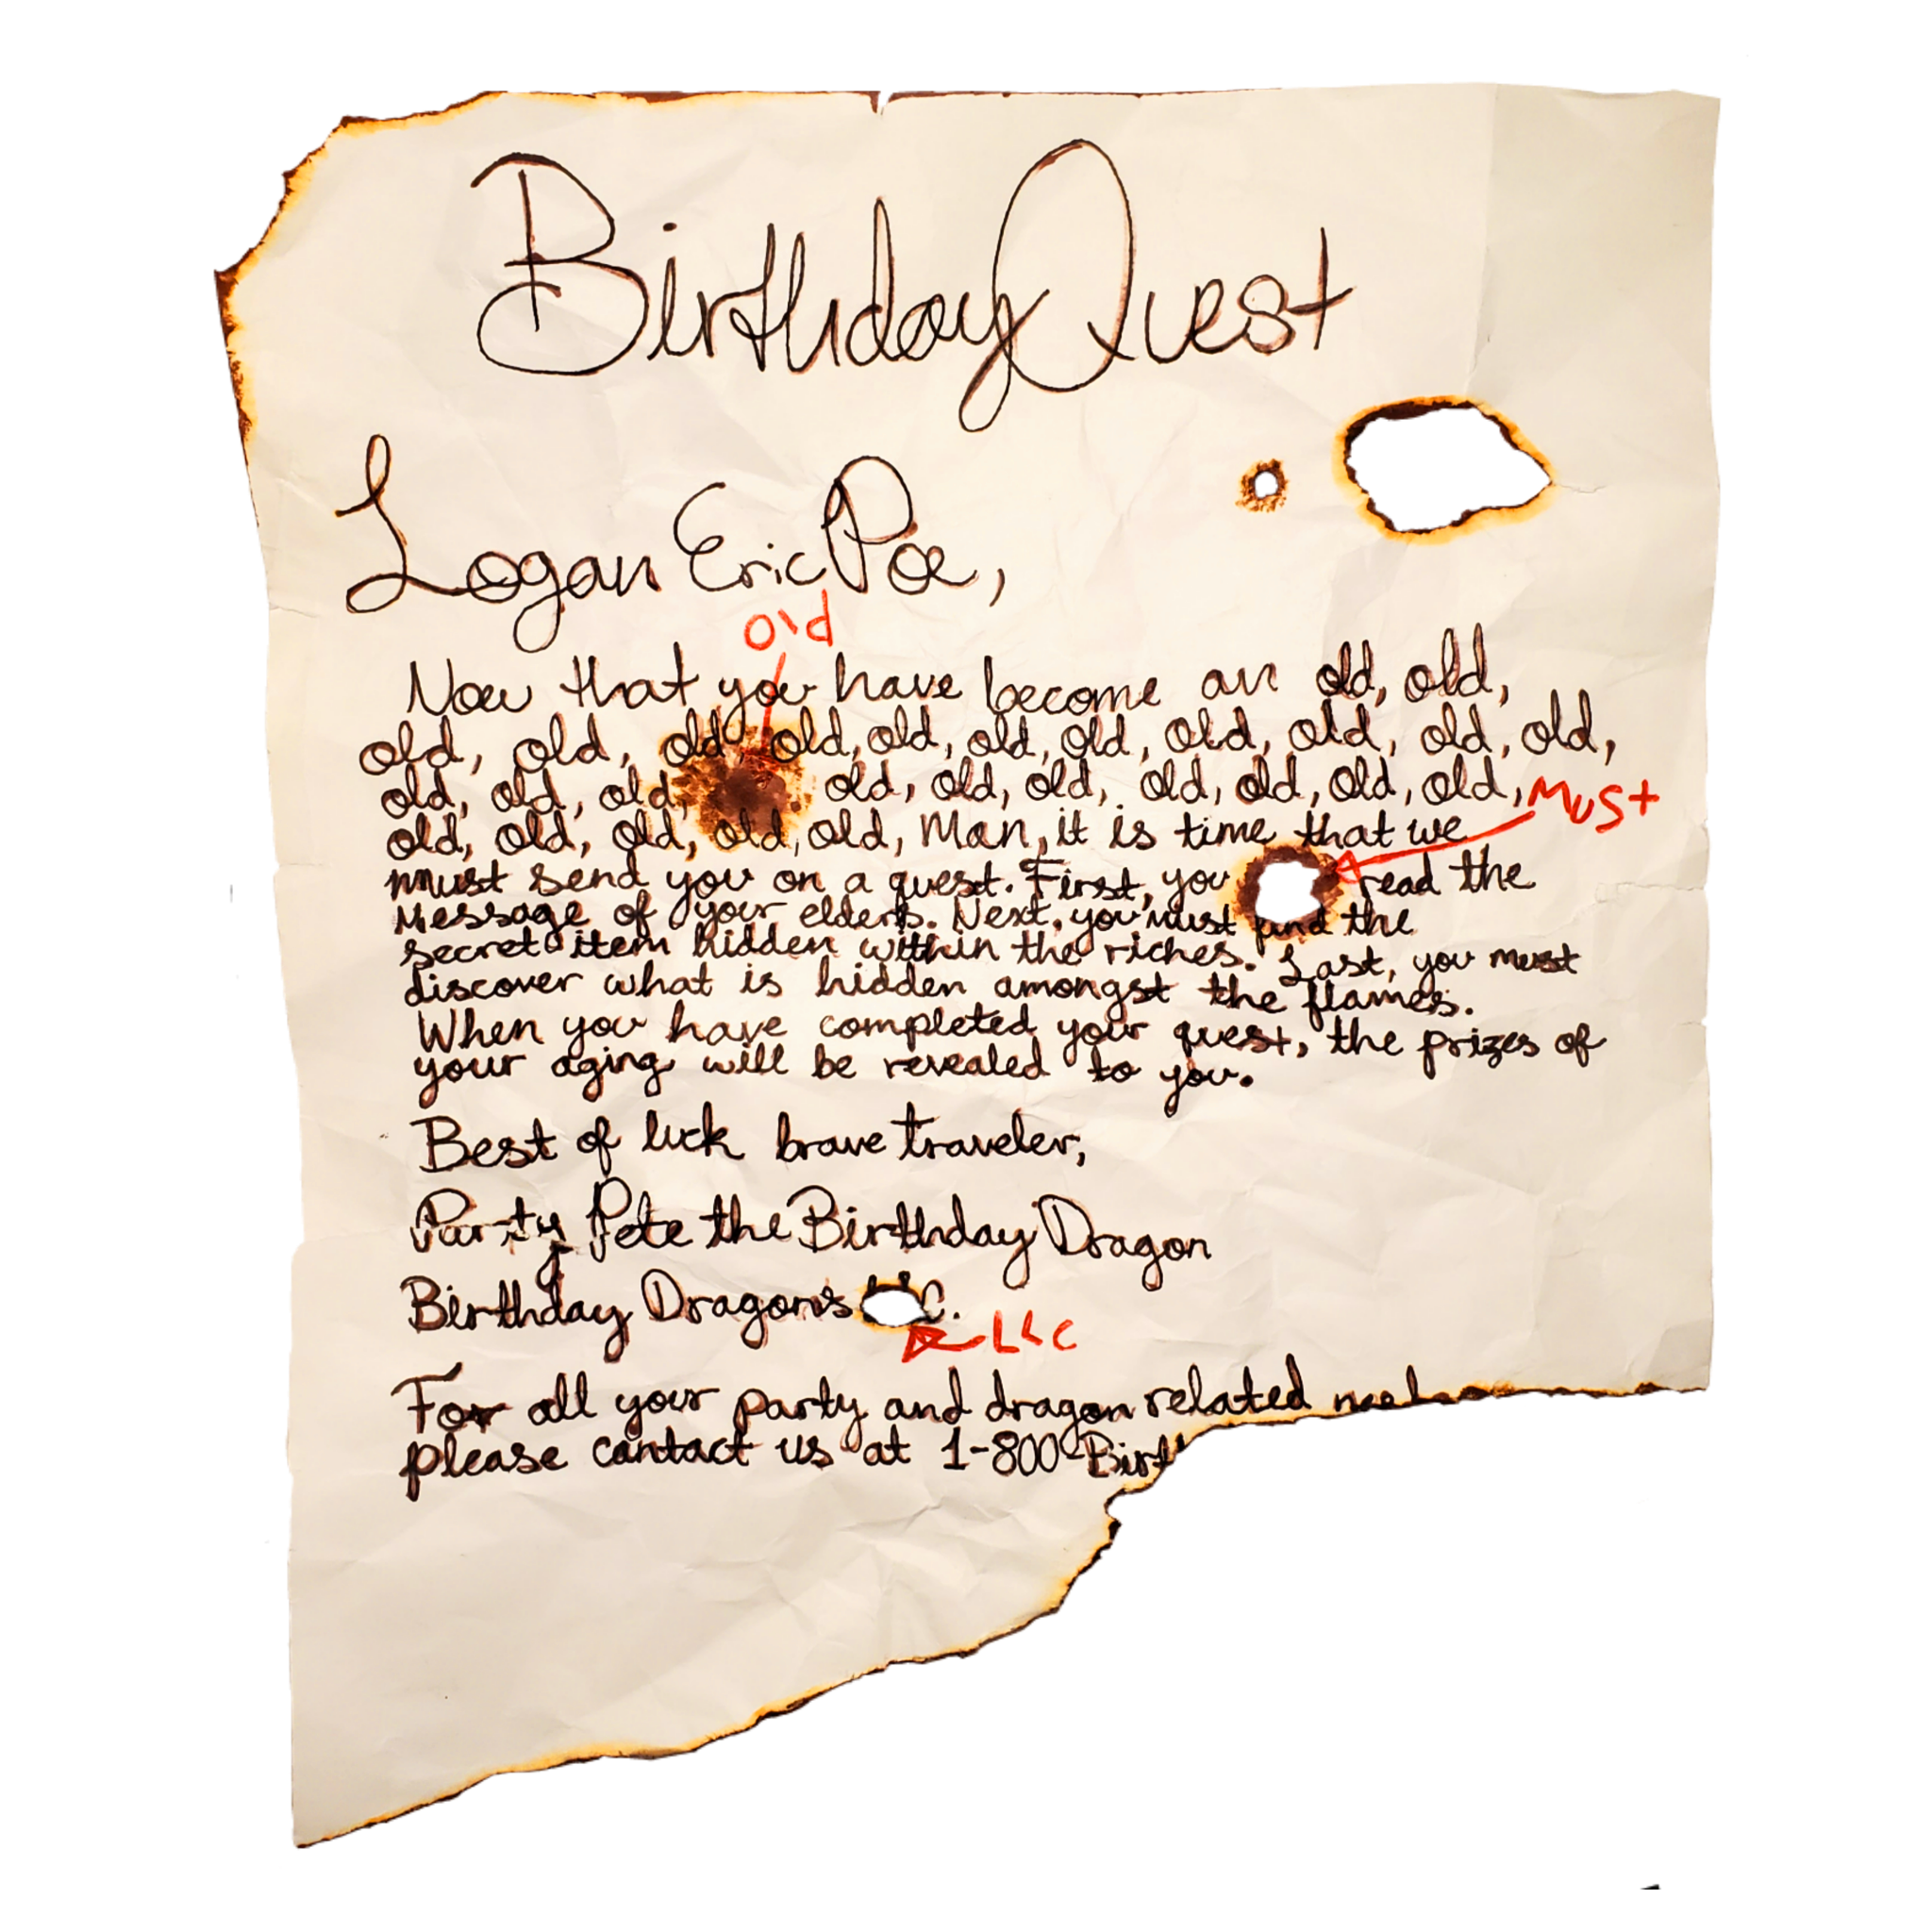 Birthday Quest
Logan Eric Poe,
old
Now that you have become an old, old,
old, old, old, old, old, old, old, old, old, old, old,
old, old, old, old, old, old, old, old, old, old, Must
old, old, old, old, old, Man, it is time that we
must send you on a quest. First, you read the
Message of your elders. Next, you must find the
secret item hidden within the riches. Last, you must
discover what is hidden amongst the flames.
When you have completed your quest, the prizes of
your aging will be revealed to you.
Best of luck brave traveler,
Party Pete the Birthday Dragon
Birthday Dragons C.
LLC
For all your party and dragon related
please contact us at 1-800-Birt